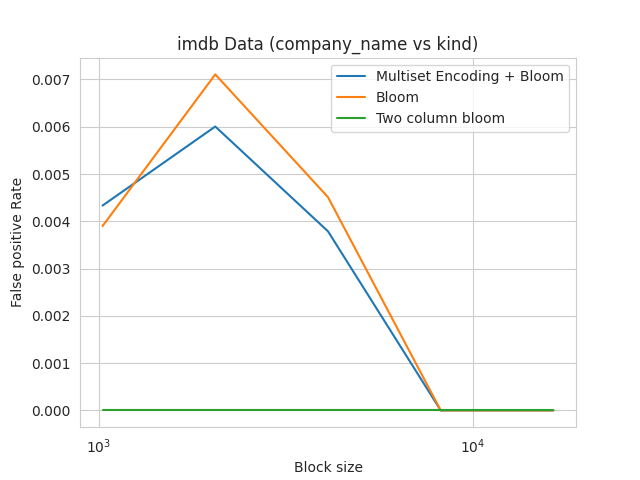 imdb Data (company_name vs kind)
Multiset Encoding + Bloom
Bloom
Two column bloom
False positive Rate
0.007
0.006
0.005
0.004
0.003
0.002
0.001
0.000
10³ 10⁴
Block size